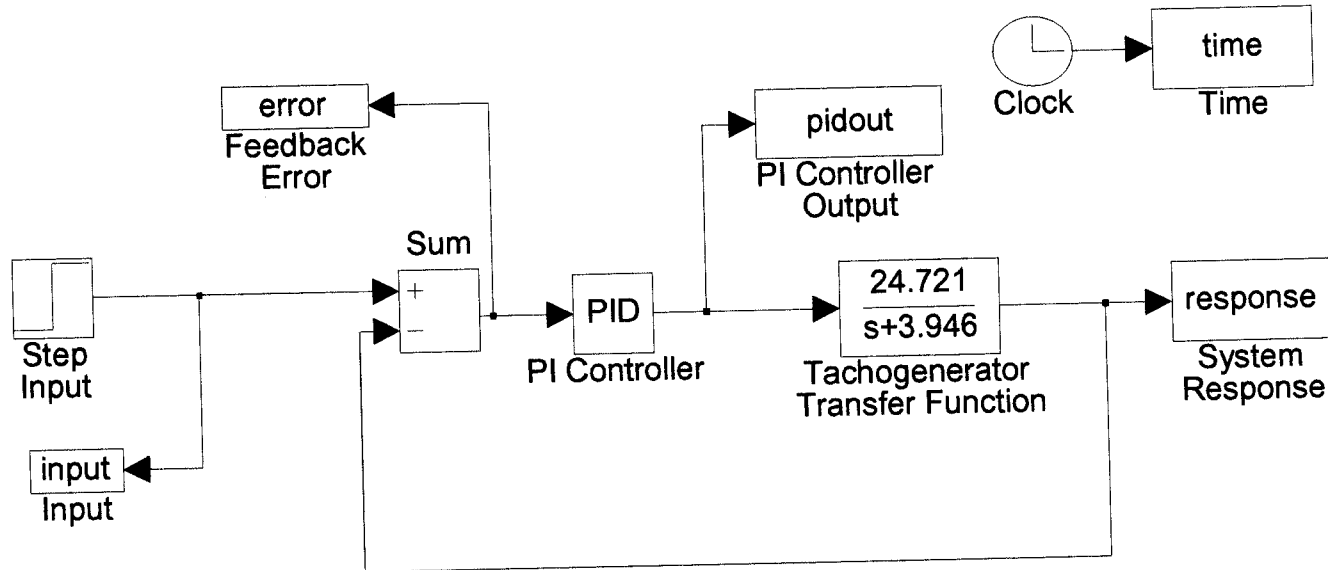 time
Clock
Time
error
Feedback
Error
pidout
PI Controller
Output
Sum
+
−
Step
Input
PID
PI Controller
24.721
s+3.946
Tachogenerator
Transfer Function
response
System
Response
input
Input